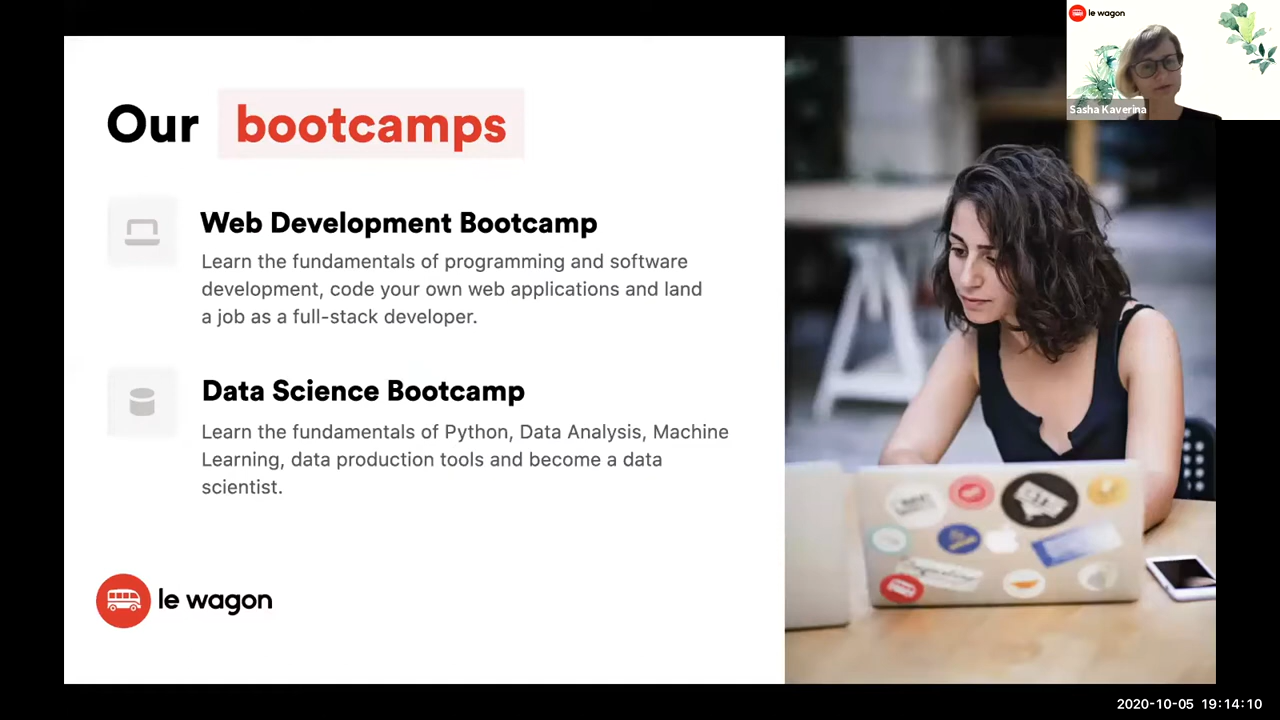 le wagon
Sasha Kaverina
Our bootcamps
Web Development Bootcamp
Learn the fundamentals of programming and software
development, code your own web applications and land
a job as a full-stack developer.
Data Science Bootcamp
Learn the fundamentals of Python, Data Analysis, Machine
Learning, data production tools and become a data
scientist.
le wagon
2020-10-05 19:14:10